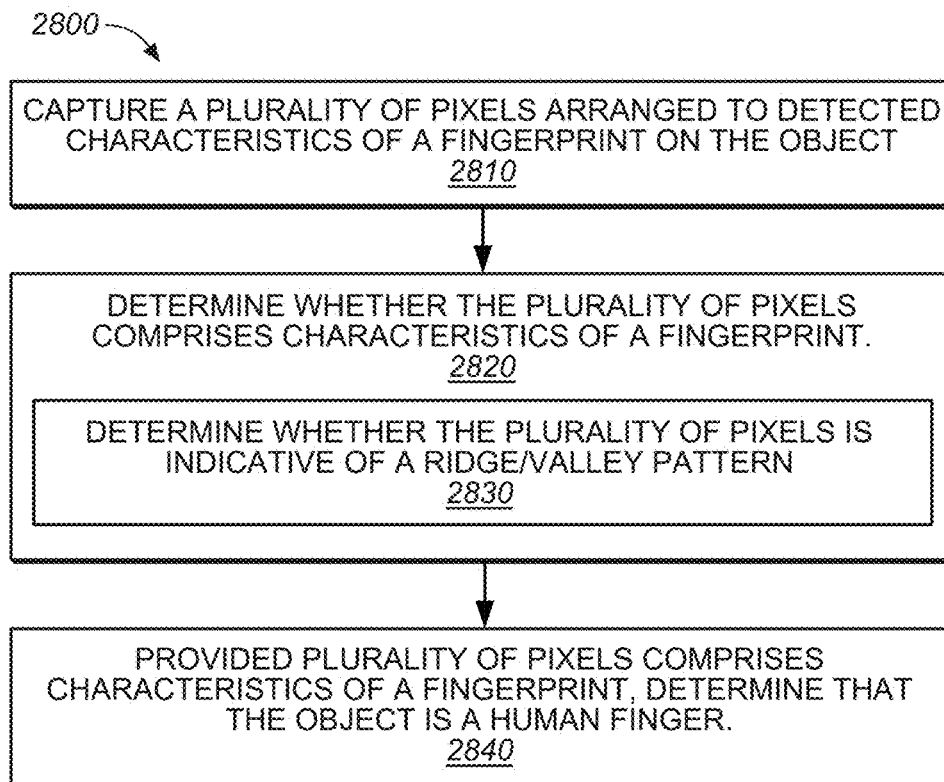 2800
CAPTURE A PLURALITY OF PIXELS ARRANGED TO DETECTED
CHARACTERISTICS OF A FINGERPRINT ON THE OBJECT
2810
DETERMINE WHETHER THE PLURALITY OF PIXELS
COMPRISES CHARACTERISTICS OF A FINGERPRINT.
2820
DETERMINE WHETHER THE PLURALITY OF PIXELS IS
INDICATIVE OF A RIDGE/VALLEY PATTERN
2830
PROVIDED PLURALITY OF PIXELS COMPRISES
CHARACTERISTICS OF A FINGERPRINT, DETERMINE THAT
THE OBJECT IS A HUMAN FINGER.
2840